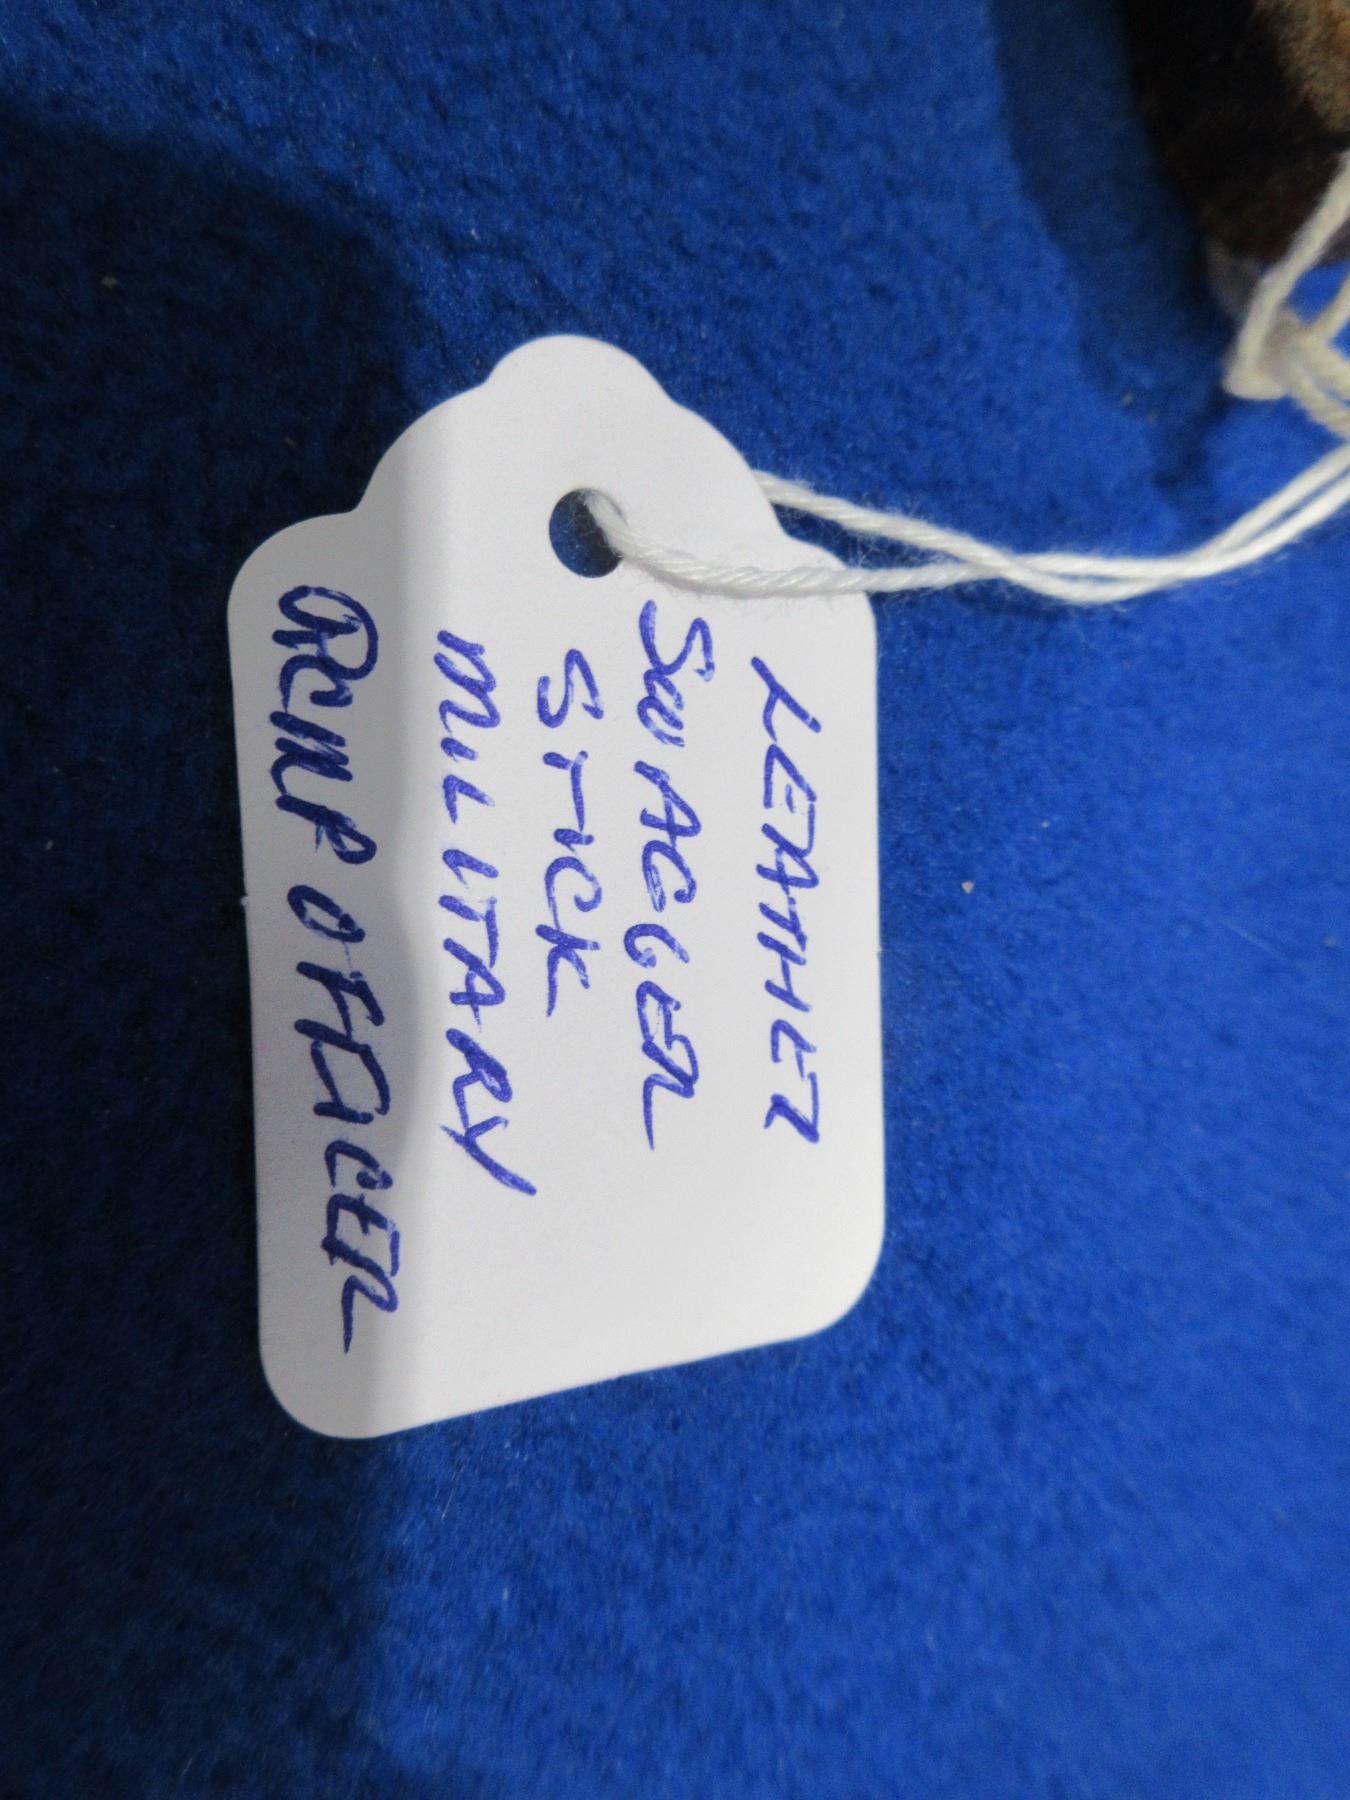 LEATHER
SWAGGER
STICK
MILITARY
RCMP OFFICER